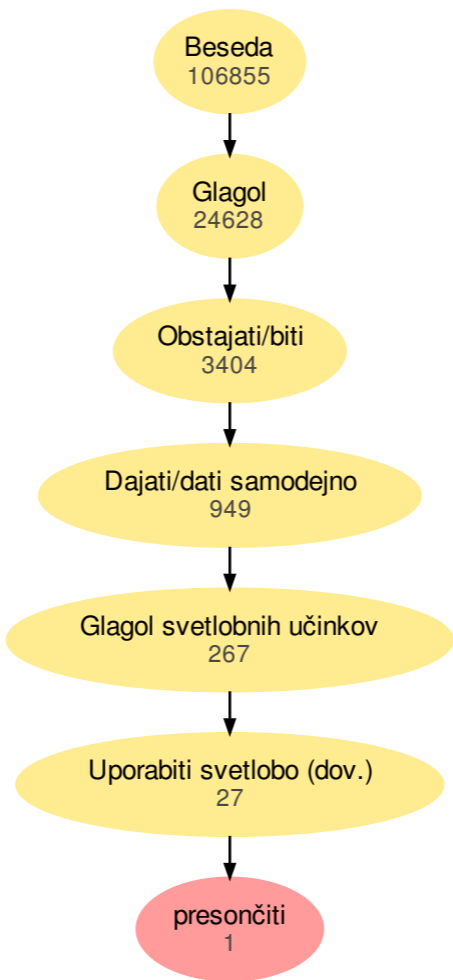 Beseda
106855
Glagol
24628
Obstajati/biti
3404
Dajati/dati samodejno
949
Glagol svetlobnih učinkov
267
Uporabiti svetlobo (dov.)
27
presončiti
1